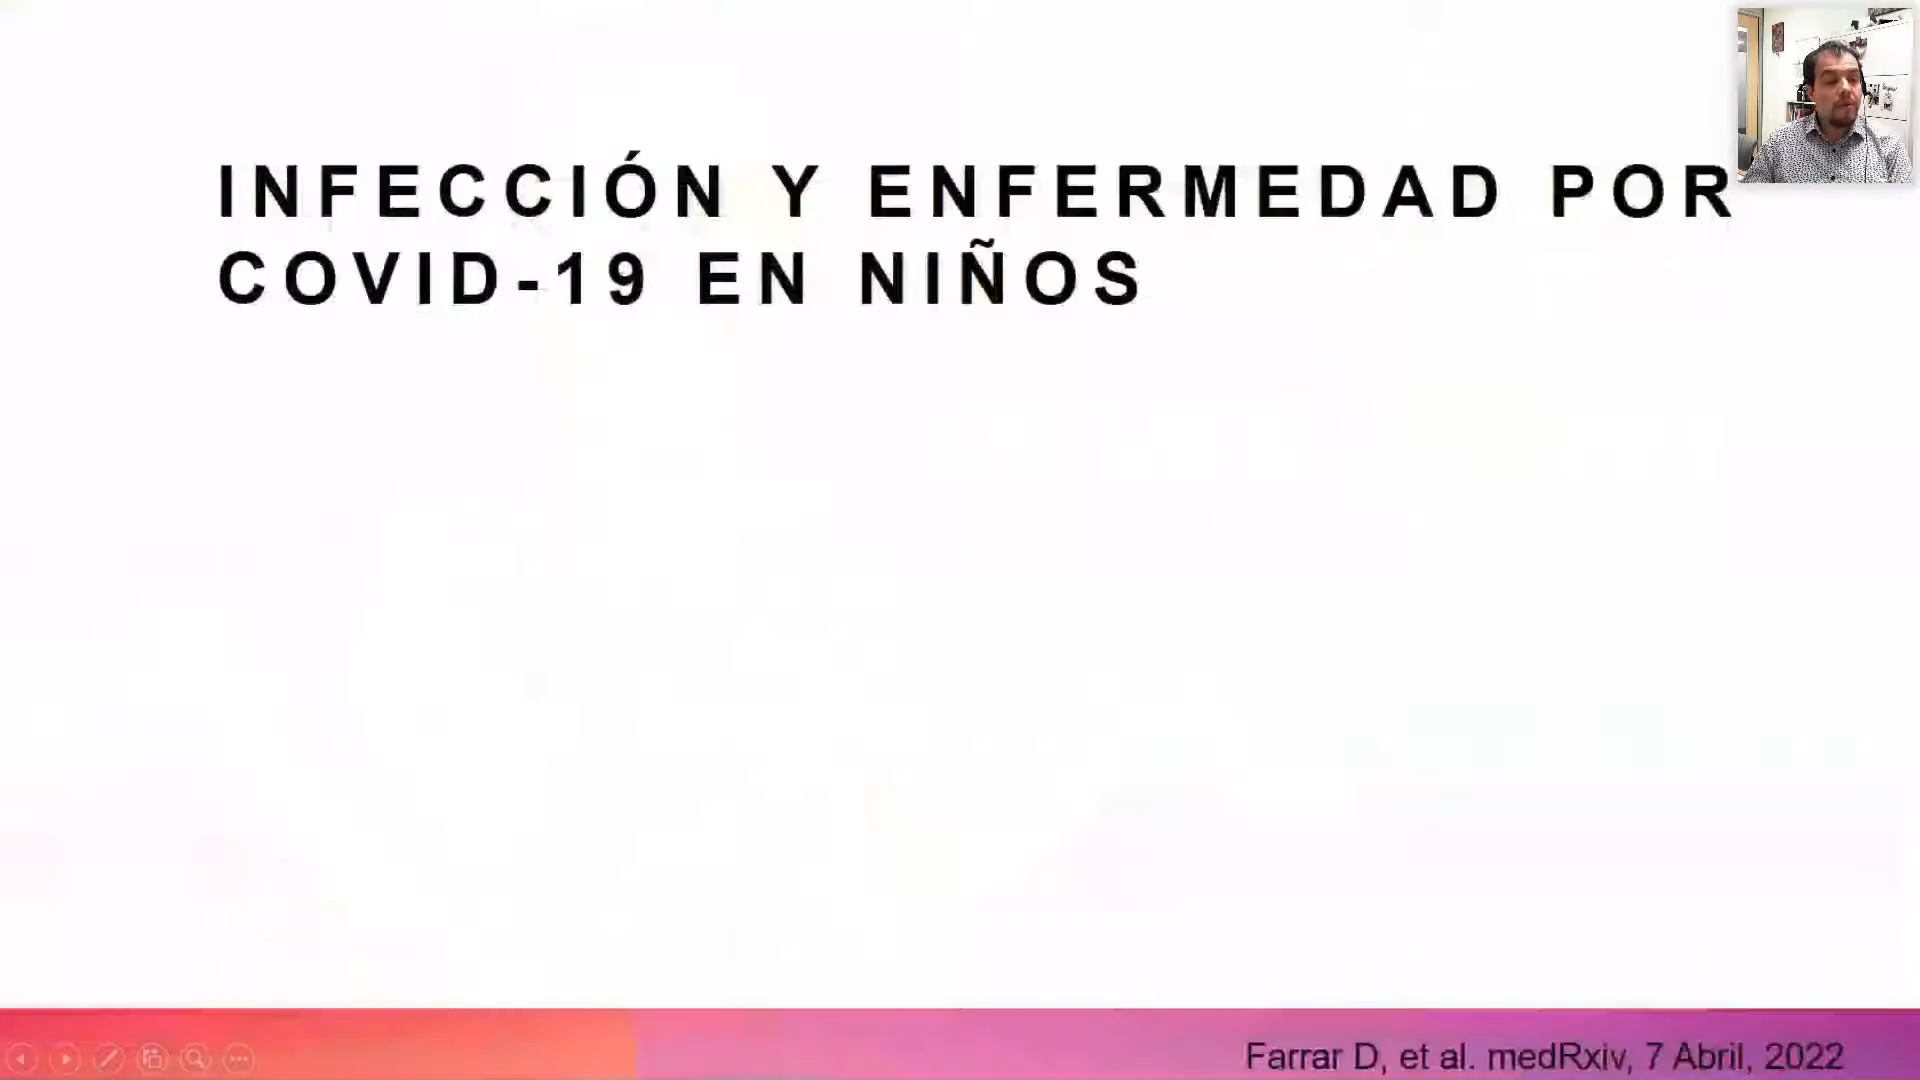 INFECCIÓN Y ENFERMEDAD POR
COVID-19 EN NIÑOS
Farrar D, et al. medRxiv, 7 Abril, 2022